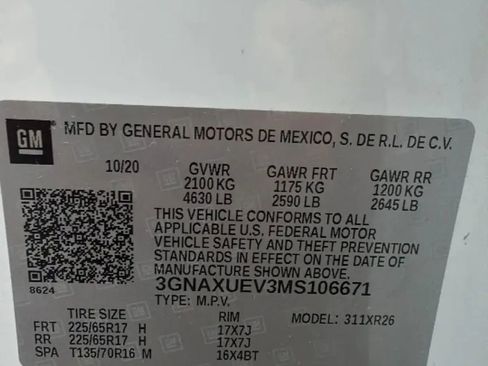 GM MFD BY GENERAL MOTORS DE MEXICO, S. DE R.L. DE C.V.
10/20 GVWR GAWR FRT GAWR RR
2100 KG 1175 KG 1200 KG
4630 LB 2590 LB 2645 LB
THIS VEHICLE CONFORMS TO ALL
APPLICABLE U.S. FEDERAL MOTOR
VEHICLE SAFETY AND THEFT PREVENTION
STANDARDS IN EFFECT ON THE DATE OF
MANUFACTURE SHOWN ABOVE.
8624 3GNAXUEV3MS106671
TYPE: M.P.V.
TIRE SIZE RIM MODEL: 311XR26
FRT 225/65R17 H 17X7J
RR 225/65R17 H 17X7J
SPA T135/70R16 M 16X4BT